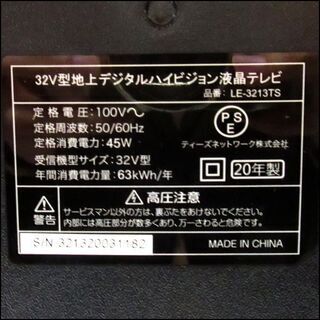 32V型地上デジタルハイビジョン液晶テレビ
品番: LE-3213TS
定格電圧:100V～
定格周波数:50/60Hz
定格消費電力:45W
受信機型サイズ:32V型
年間消費電力量:63kWh/年
PSE
ティーズネットワーク株式会社
20年製
警告
高圧注意
サービスマン以外の方は、裏ぶたをあけないでください。
内部には高圧部分が数多くあり、万一さわると危険です。
S/N 321320031182
MADE IN CHINA